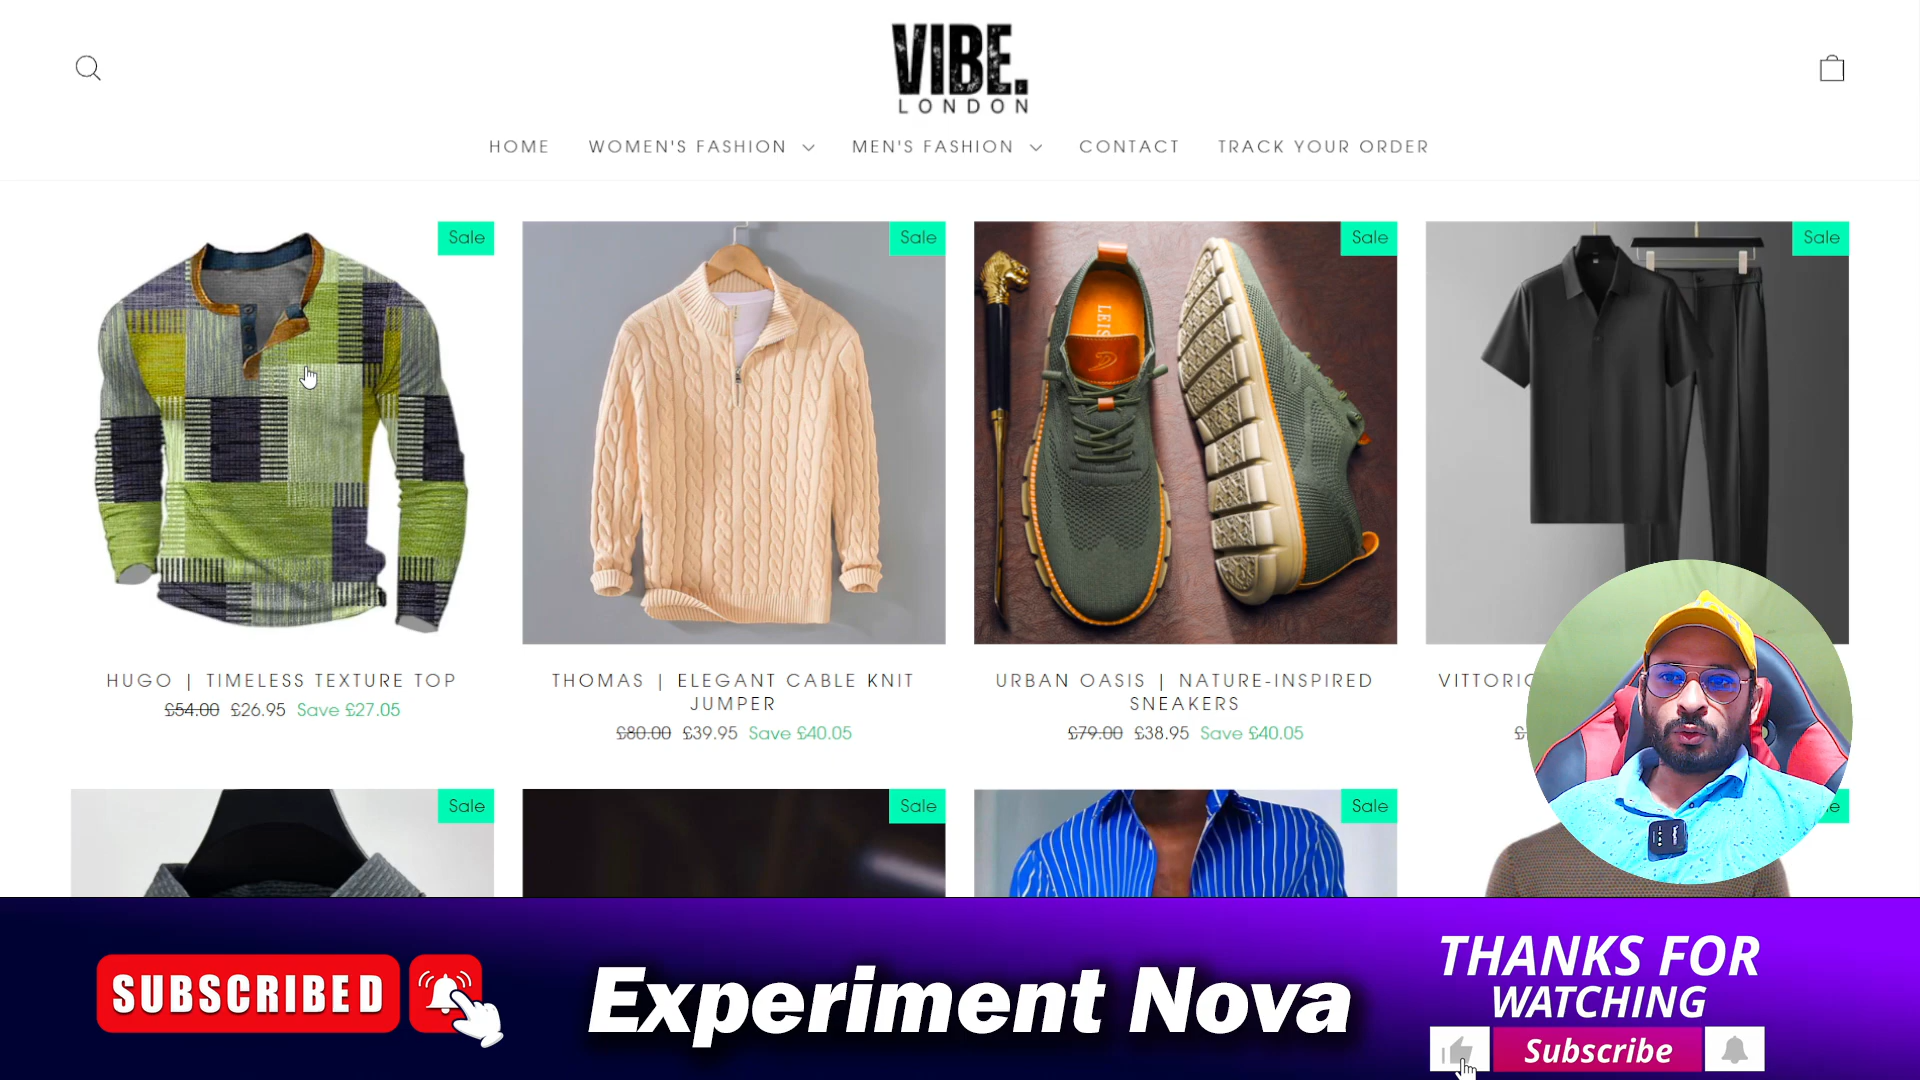 VIBE.
LONDON
HOME WOMEN'S FASHION MEN'S FASHION CONTACT TRACK YOUR ORDER
Sale
Sale
Sale
Sale
LEIS
HUGO | TIMELESS TEXTURE TOP
£54.00 £26.95 Save £27.05
THOMAS | ELEGANT CABLE KNIT
JUMPER
£80.00 £39.95 Save £40.05
URBAN OASIS | NATURE-INSPIRED
SNEAKERS
£79.00 £38.95 Save £40.05
Sale
Sale
Sale
SUBSCRIBED
Experiment Nova
THANKS FOR
WATCHING
Subscribe